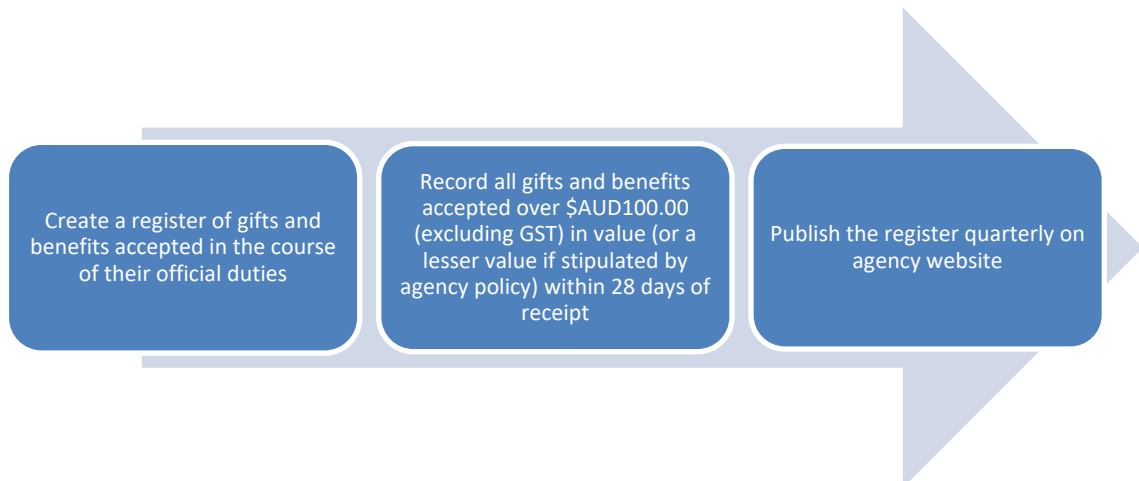 Create a register of gifts and
benefits accepted in the course
of their official duties
Record all gifts and benefits
accepted over $AUD100.00
(excluding GST) in value (or a
lesser value if stipulated by
agency policy) within 28 days of
receipt
Publish the register quarterly on
agency website